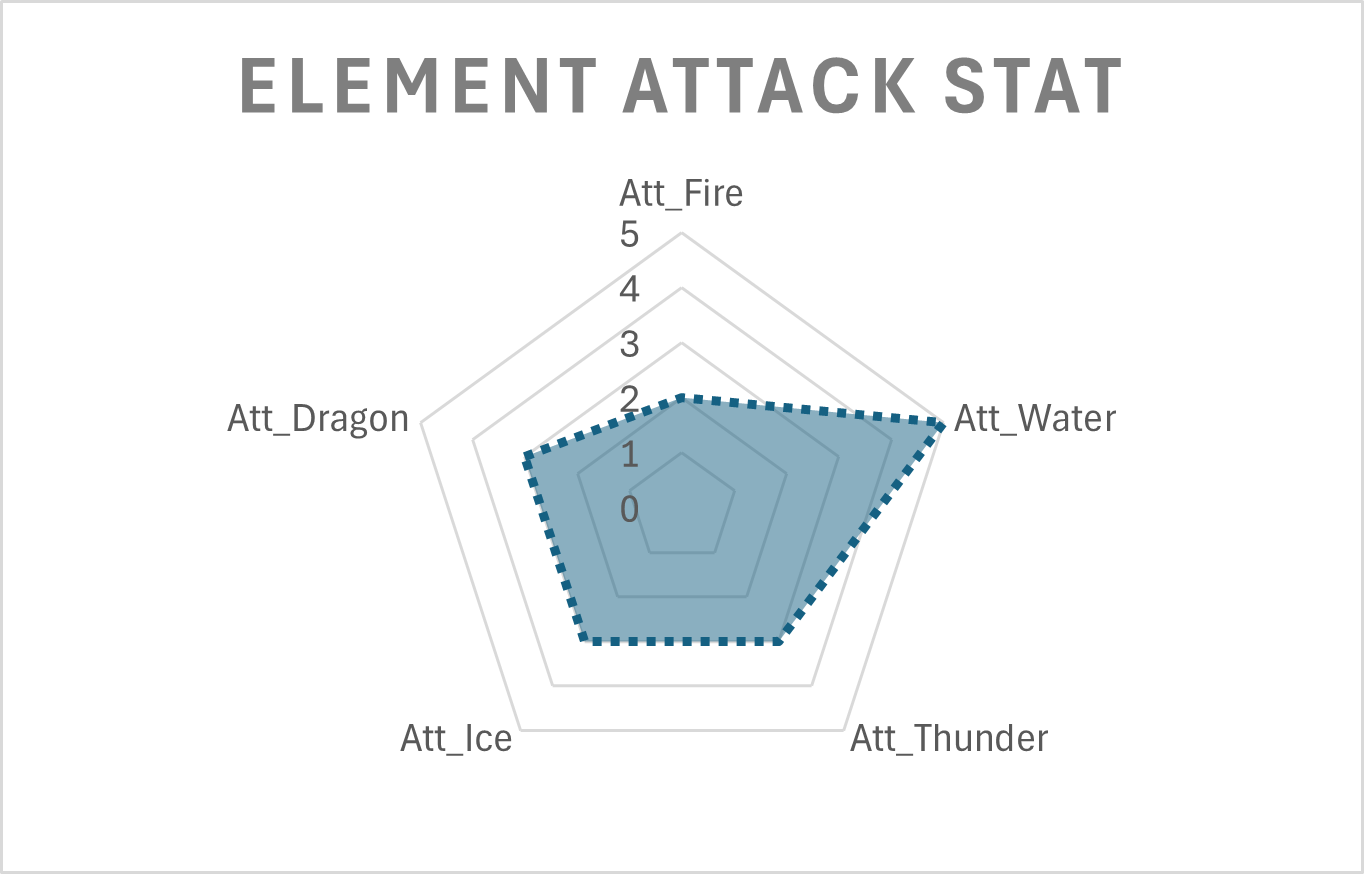 ELEMENT ATTACK STAT
Att_Fire
5
4
3
2
1
0
Att_Dragon
Att_Water
Att_Ice
Att_Thunder